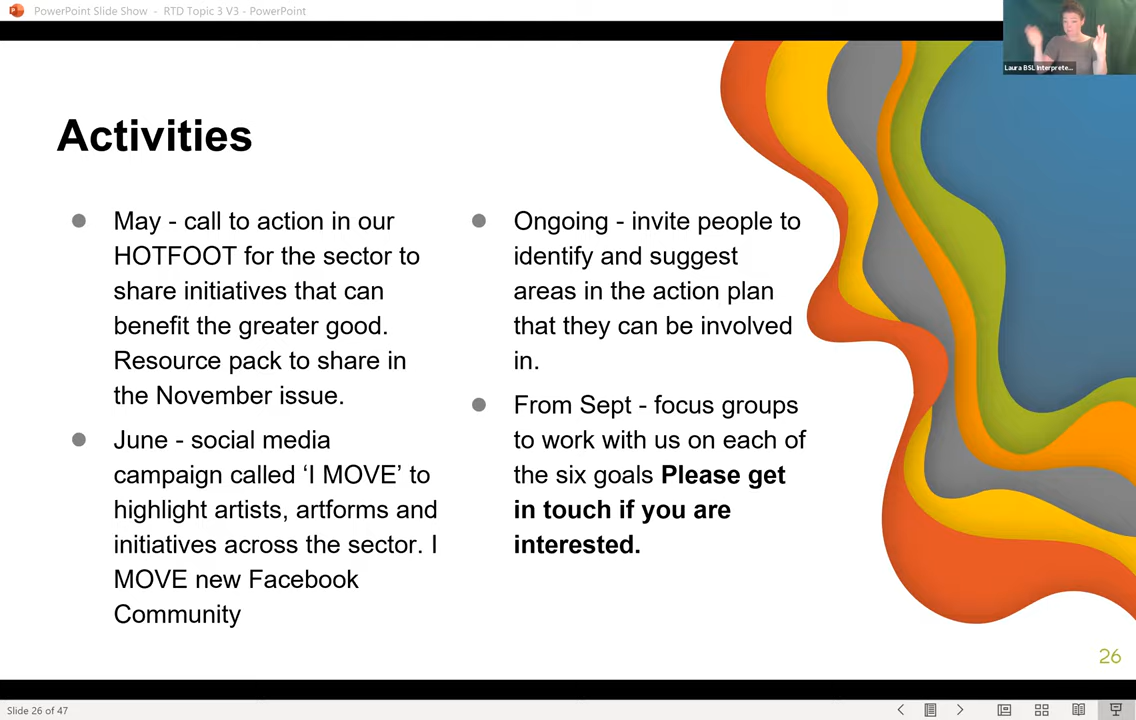 PowerPoint Slide Show - RTD Topic 3 V3 - PowerPoint
Laura BSL Interprete...
Activities
May - call to action in our
HOTFOOT for the sector to
share initiatives that can
benefit the greater good.
Resource pack to share in
the November issue.
June - social media
campaign called ‘I MOVE’ to
highlight artists, artforms and
initiatives across the sector. I
MOVE new Facebook
Community
Ongoing - invite people to
identify and suggest
areas in the action plan
that they can be involved
in.
From Sept - focus groups
to work with us on each of
the six goals Please get
in touch if you are
interested.
26
Slide 26 of 47